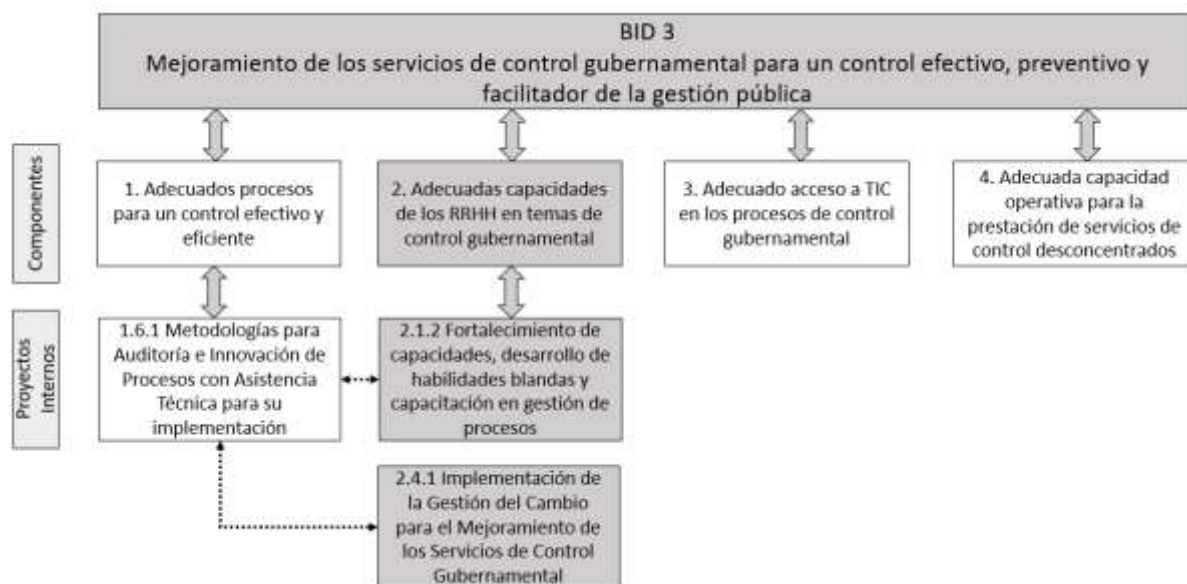 BID 3
Mejoramiento de los servicios de control gubernamental para un control efectivo, preventivo y
facilitador de la gestión pública
Componentes
1. Adecuados procesos
para un control efectivo y
eficiente
2. Adecuadas capacidades
de los RRHH en temas de
control gubernamental
3. Adecuado acceso a TIC
en los procesos de control
gubernamental
4. Adecuada capacidad
operativa para la
prestación de servicios de
control desconcentrados
Proyectos
Internos
1.6.1 Metodologías para
Auditoría e Innovación de
Procesos con Asistencia
Técnica para su
implementación
2.1.2 Fortalecimiento de
capacidades, desarrollo de
habilidades blandas y
capacitación en gestión de
procesos
2.4.1 Implementación de
la Gestión del Cambio
para el Mejoramiento de
los Servicios de Control
Gubernamental